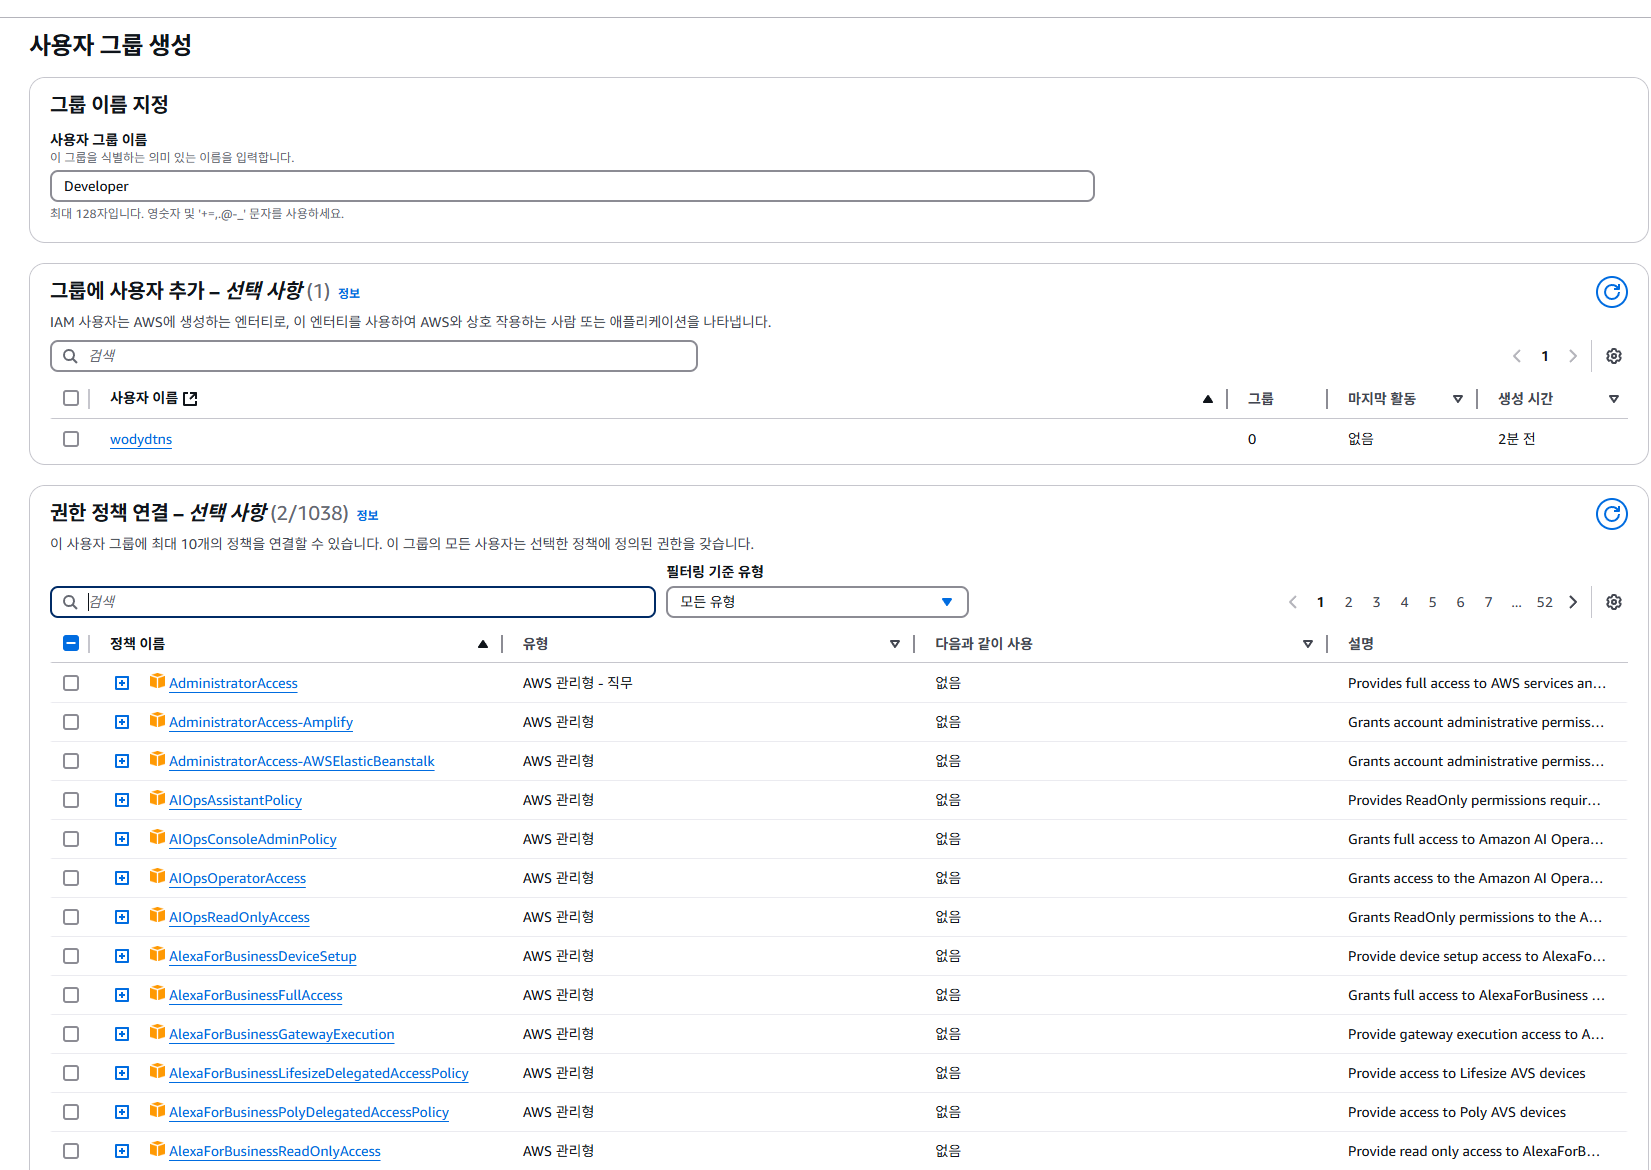 사용자 그룹 생성
그룹 이름 지정
사용자 그룹 이름
이 그룹을 식별하는 의미 있는 이름을 입력합니다.
Developer
최대 128자입니다. 영숫자 및 '+=,.@-_' 문자를 사용하세요.
그룹에 사용자 추가 – 선택 사항 (1) 정보
IAM 사용자는 AWS에 생성하는 엔터티로, 이 엔터티를 사용하여 AWS와 상호 작용하는 사람 또는 애플리케이션을 나타냅니다.
검색
1
사용자 이름 그룹 마지막 활동 생성 시간
wodydtns 0 없음 2분 전
권한 정책 연결 – 선택 사항 (2/1038) 정보
이 사용자 그룹에 최대 10개의 정책을 연결할 수 있습니다. 이 그룹의 모든 사용자는 선택한 정책에 정의된 권한을 갖습니다.
필터링 기준 유형
검색 모든 유형 1 2 3 4 5 6 7 ... 52
정책 이름 유형 다음과 같이 사용 설명
AdministratorAccess AWS 관리형 - 직무 없음 Provides full access to AWS services an...
AdministratorAccess-Amplify AWS 관리형 없음 Grants account administrative permiss...
AdministratorAccess-AWSElasticBeanstalk AWS 관리형 없음 Grants account administrative permiss...
AIOpsAssistantPolicy AWS 관리형 없음 Provides ReadOnly permissions requir...
AIOpsConsoleAdminPolicy AWS 관리형 없음 Grants full access to Amazon AI Opera...
AIOpsOperatorAccess AWS 관리형 없음 Grants access to the Amazon AI Opera...
AIOpsReadOnlyAccess AWS 관리형 없음 Grants ReadOnly permissions to the A...
AlexaForBusinessDeviceSetup AWS 관리형 없음 Provide device setup access to AlexaFo...
AlexaForBusinessFullAccess AWS 관리형 없음 Grants full access to AlexaForBusiness ...
AlexaForBusinessGatewayExecution AWS 관리형 없음 Provide gateway execution access to A...
AlexaForBusinessLifesizeDelegatedAccessPolicy AWS 관리형 없음 Provide access to Lifesize AVS devices
AlexaForBusinessPolyDelegatedAccessPolicy AWS 관리형 없음 Provide access to Poly AVS devices
AlexaForBusinessReadOnlyAccess AWS 관리형 없음 Provide read only access to AlexaForB...